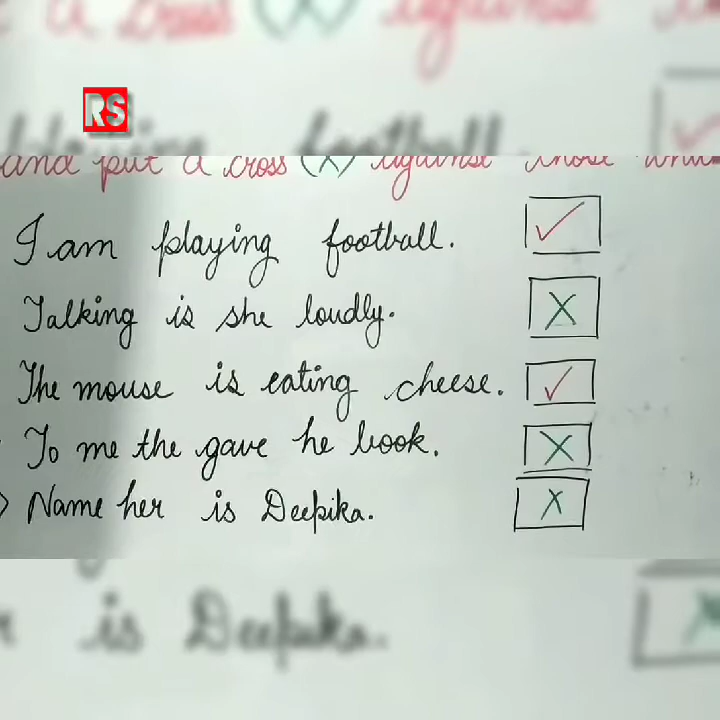 RS
and put a cross (X) against those
I am playing football. ✓
Talking is she loudly. X
The mouse is eating cheese. ✓
To me the gave he book. X
Name her is Deepika. X